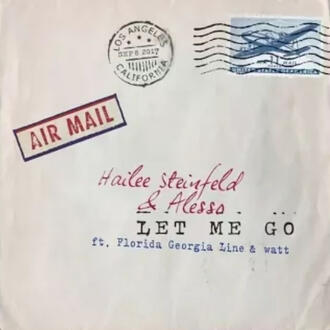 LOS ANGELES
SEP 8 2017
CALIFORNIA
AIR MAIL
Hailee Steinfeld
& Alesso
LET ME GO
ft. Florida Georgia Line & watt